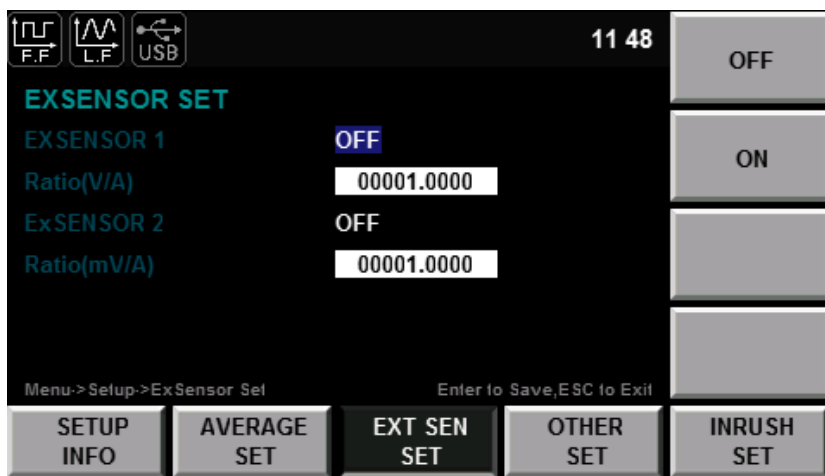 F.F L.F USB 11 48
OFF
EXSENSOR SET
EXSENSOR 1 OFF
ON
Ratio(V/A) 00001.0000
ExSENSOR 2 OFF
Ratio(mV/A) 00001.0000
Menu->Setup->ExSensor Set Enter to Save,ESC to Exit
SETUP INFO
AVERAGE SET
EXT SEN SET
OTHER SET
INRUSH SET